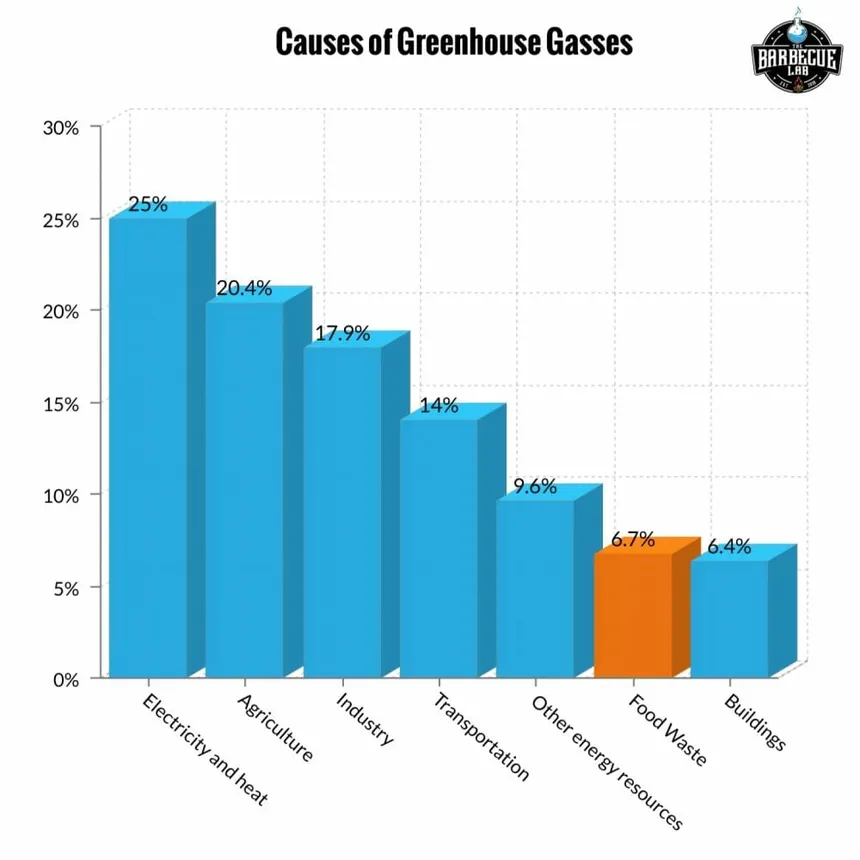 Causes of Greenhouse Gasses
THE
BARBECUE
LAB
30%
25%
20%
15%
10%
5%
0%
25%
20.4%
17.9%
14%
9.6%
6.7%
6.4%
Electricity and heat
Agriculture
Industry
Transportation
Other energy resources
Food Waste
Buildings